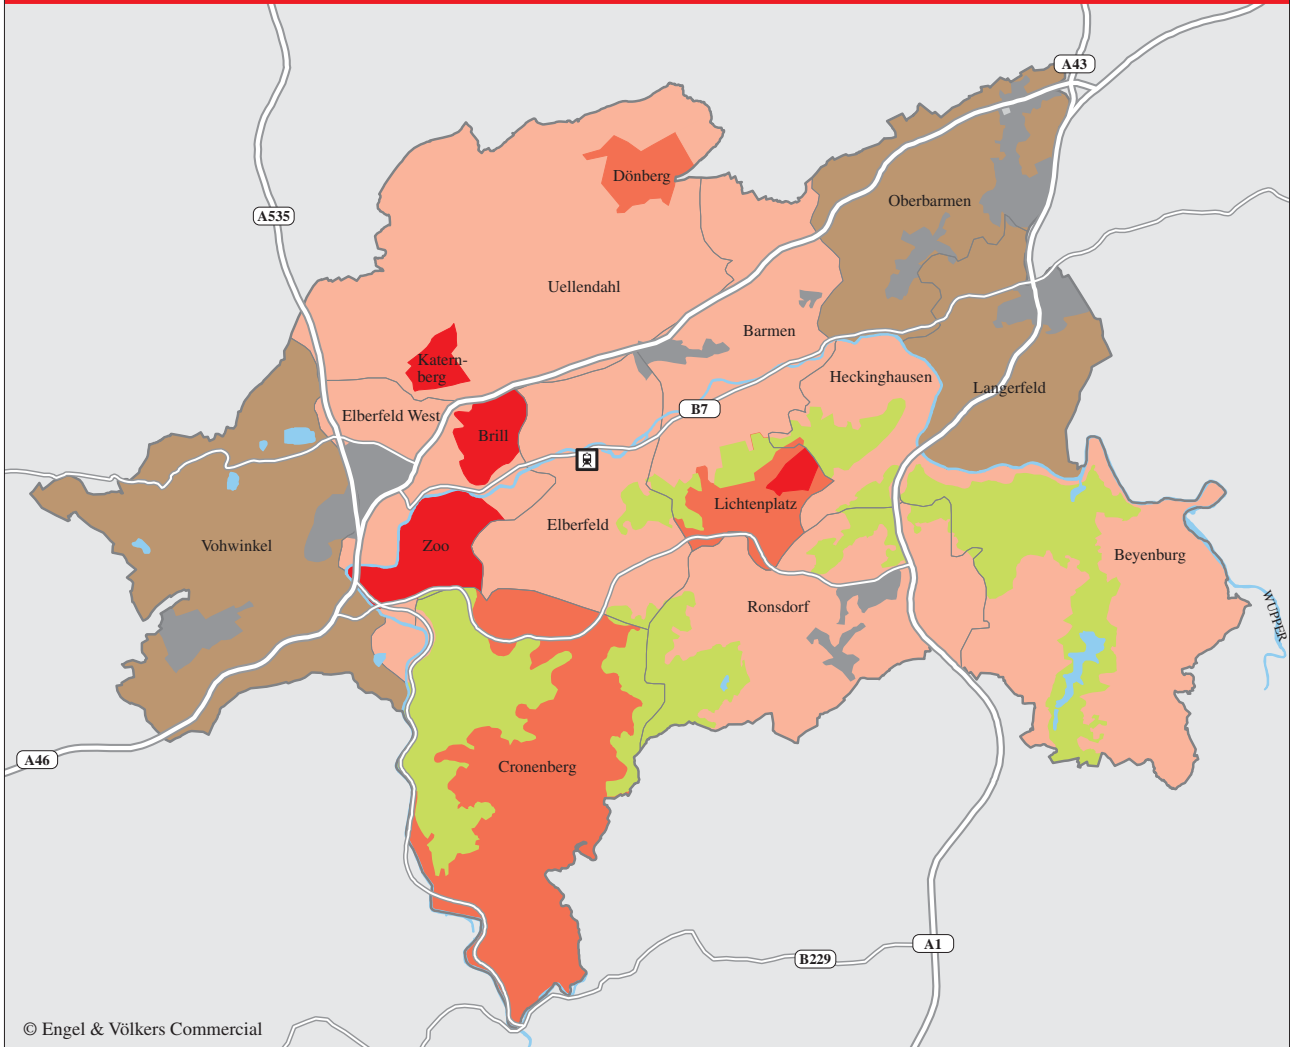 A43
Dönberg
Oberbarmen
A535
Uellendahl
Barmen
Katern-
berg
Heckinghausen
Langerfeld
Elberfeld West
B7
Brill
Lichtenplatz
Elberfeld
Vohwinkel
Zoo
Beyenburg
Ronsdorf
WUPPER
A46
Cronenberg
A1
B229
© Engel & Völkers Commercial